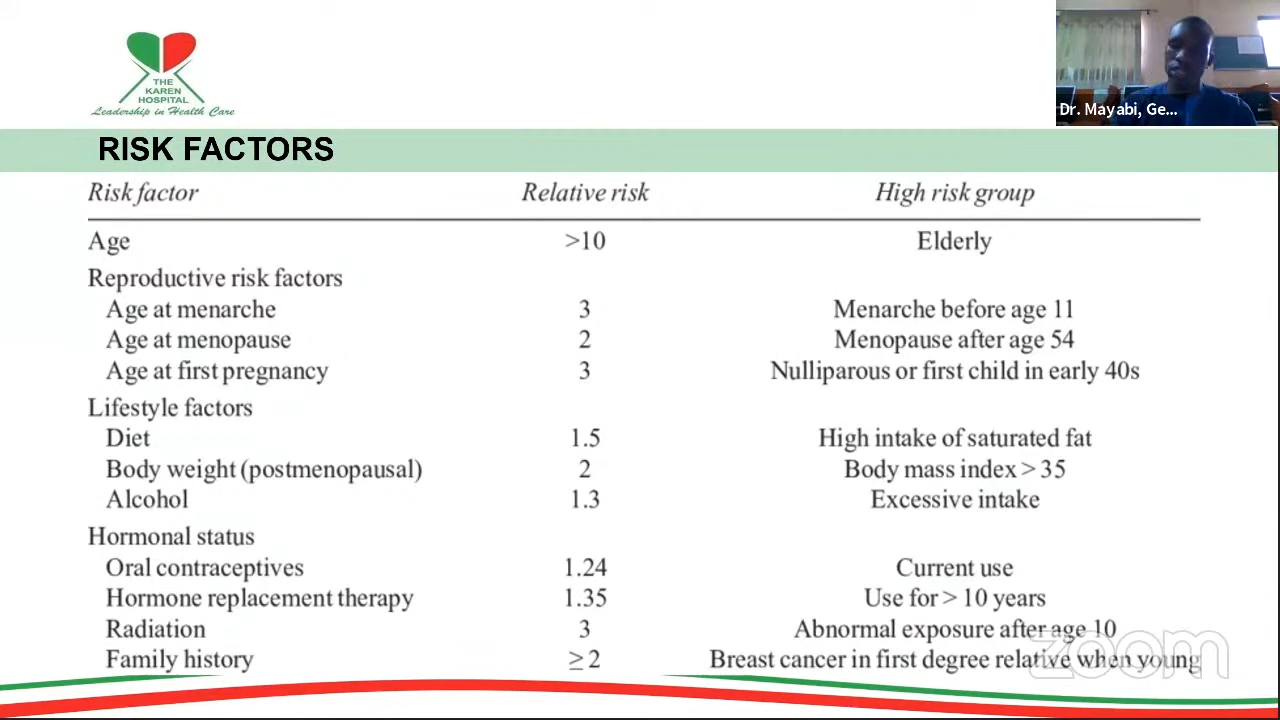 THE
KAREN
HOSPITAL
Leadership in Health Care
Dr. Mayabi, Ge...
RISK FACTORS
Risk factor Relative risk High risk group
Age >10 Elderly
Reproductive risk factors
Age at menarche 3 Menarche before age 11
Age at menopause 2 Menopause after age 54
Age at first pregnancy 3 Nulliparous or first child in early 40s
Lifestyle factors
Diet 1.5 High intake of saturated fat
Body weight (postmenopausal) 2 Body mass index > 35
Alcohol 1.3 Excessive intake
Hormonal status
Oral contraceptives 1.24 Current use
Hormone replacement therapy 1.35 Use for > 10 years
Radiation 3 Abnormal exposure after age 10
Family history ≥ 2 Breast cancer in first degree relative when young
zoom